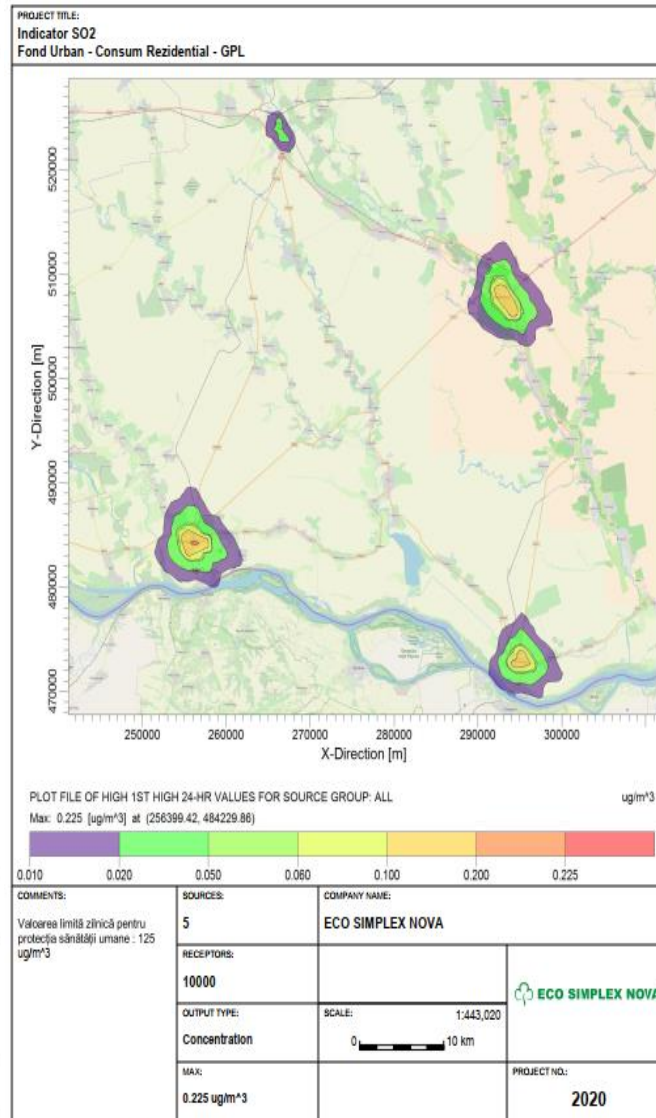 PROJECT TITLE:
Indicator SO2
Fond Urban - Consum Rezidential - GPL
Y-Direction [m]
520000
510000
500000
490000
480000
470000
250000 260000 270000 280000 290000 300000
X-Direction [m]
PLOT FILE OF HIGH 1ST HIGH 24-HR VALUES FOR SOURCE GROUP: ALL
ug/m^3
Max: 0.225 [ug/m^3] at (256399.42, 484229.86)
0.010 0.020 0.050 0.060 0.100 0.200 0.225
COMMENTS:
Valoarea limită zilnică pentru
protecția sănătății umane : 125
ug/m^3
SOURCES:
5
COMPANY NAME:
ECO SIMPLEX NOVA
RECEPTORS:
10000
ECO SIMPLEX NOVA
OUTPUT TYPE:
Concentration
SCALE: 1:443,020
0 10 km
MAX:
0.225 ug/m^3
PROJECT NO.:
2020